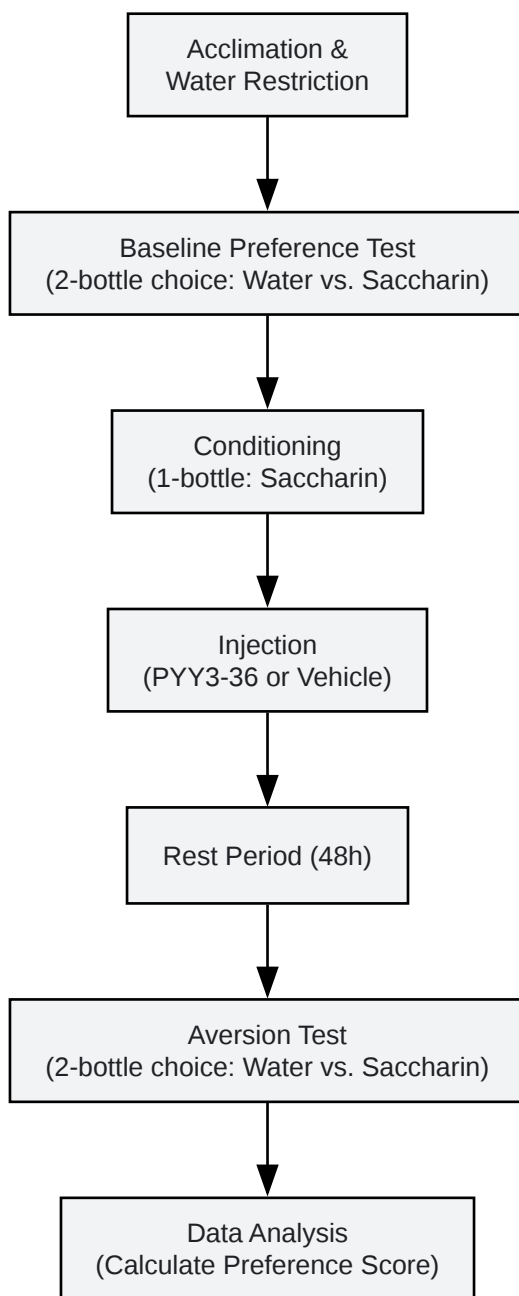 Acclimation &
Water Restriction
Baseline Preference Test
(2-bottle choice: Water vs. Saccharin)
Conditioning
(1-bottle: Saccharin)
Injection
(PYY3-36 or Vehicle)
Rest Period (48h)
Aversion Test
(2-bottle choice: Water vs. Saccharin)
Data Analysis
(Calculate Preference Score)